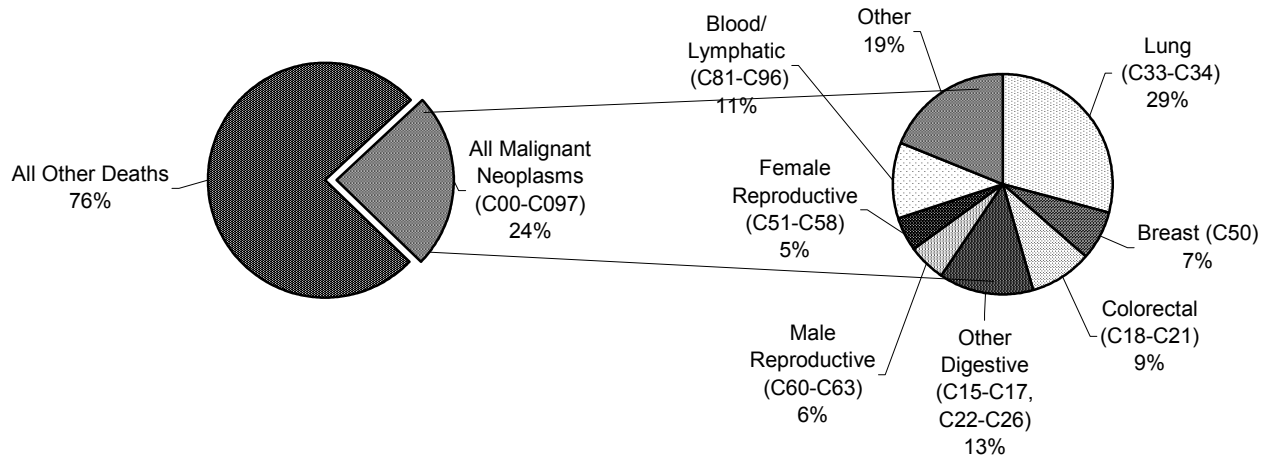 All Other Deaths
76%
All Malignant
Neoplasms
(C00-C097)
24%
Blood/
Lymphatic
(C81-C96)
11%
Other
19%
Lung
(C33-C34)
29%
Female
Reproductive
(C51-C58)
5%
Breast (C50)
7%
Colorectal
(C18-C21)
9%
Male
Reproductive
(C60-C63)
6%
Other
Digestive
(C15-C17,
C22-C26)
13%